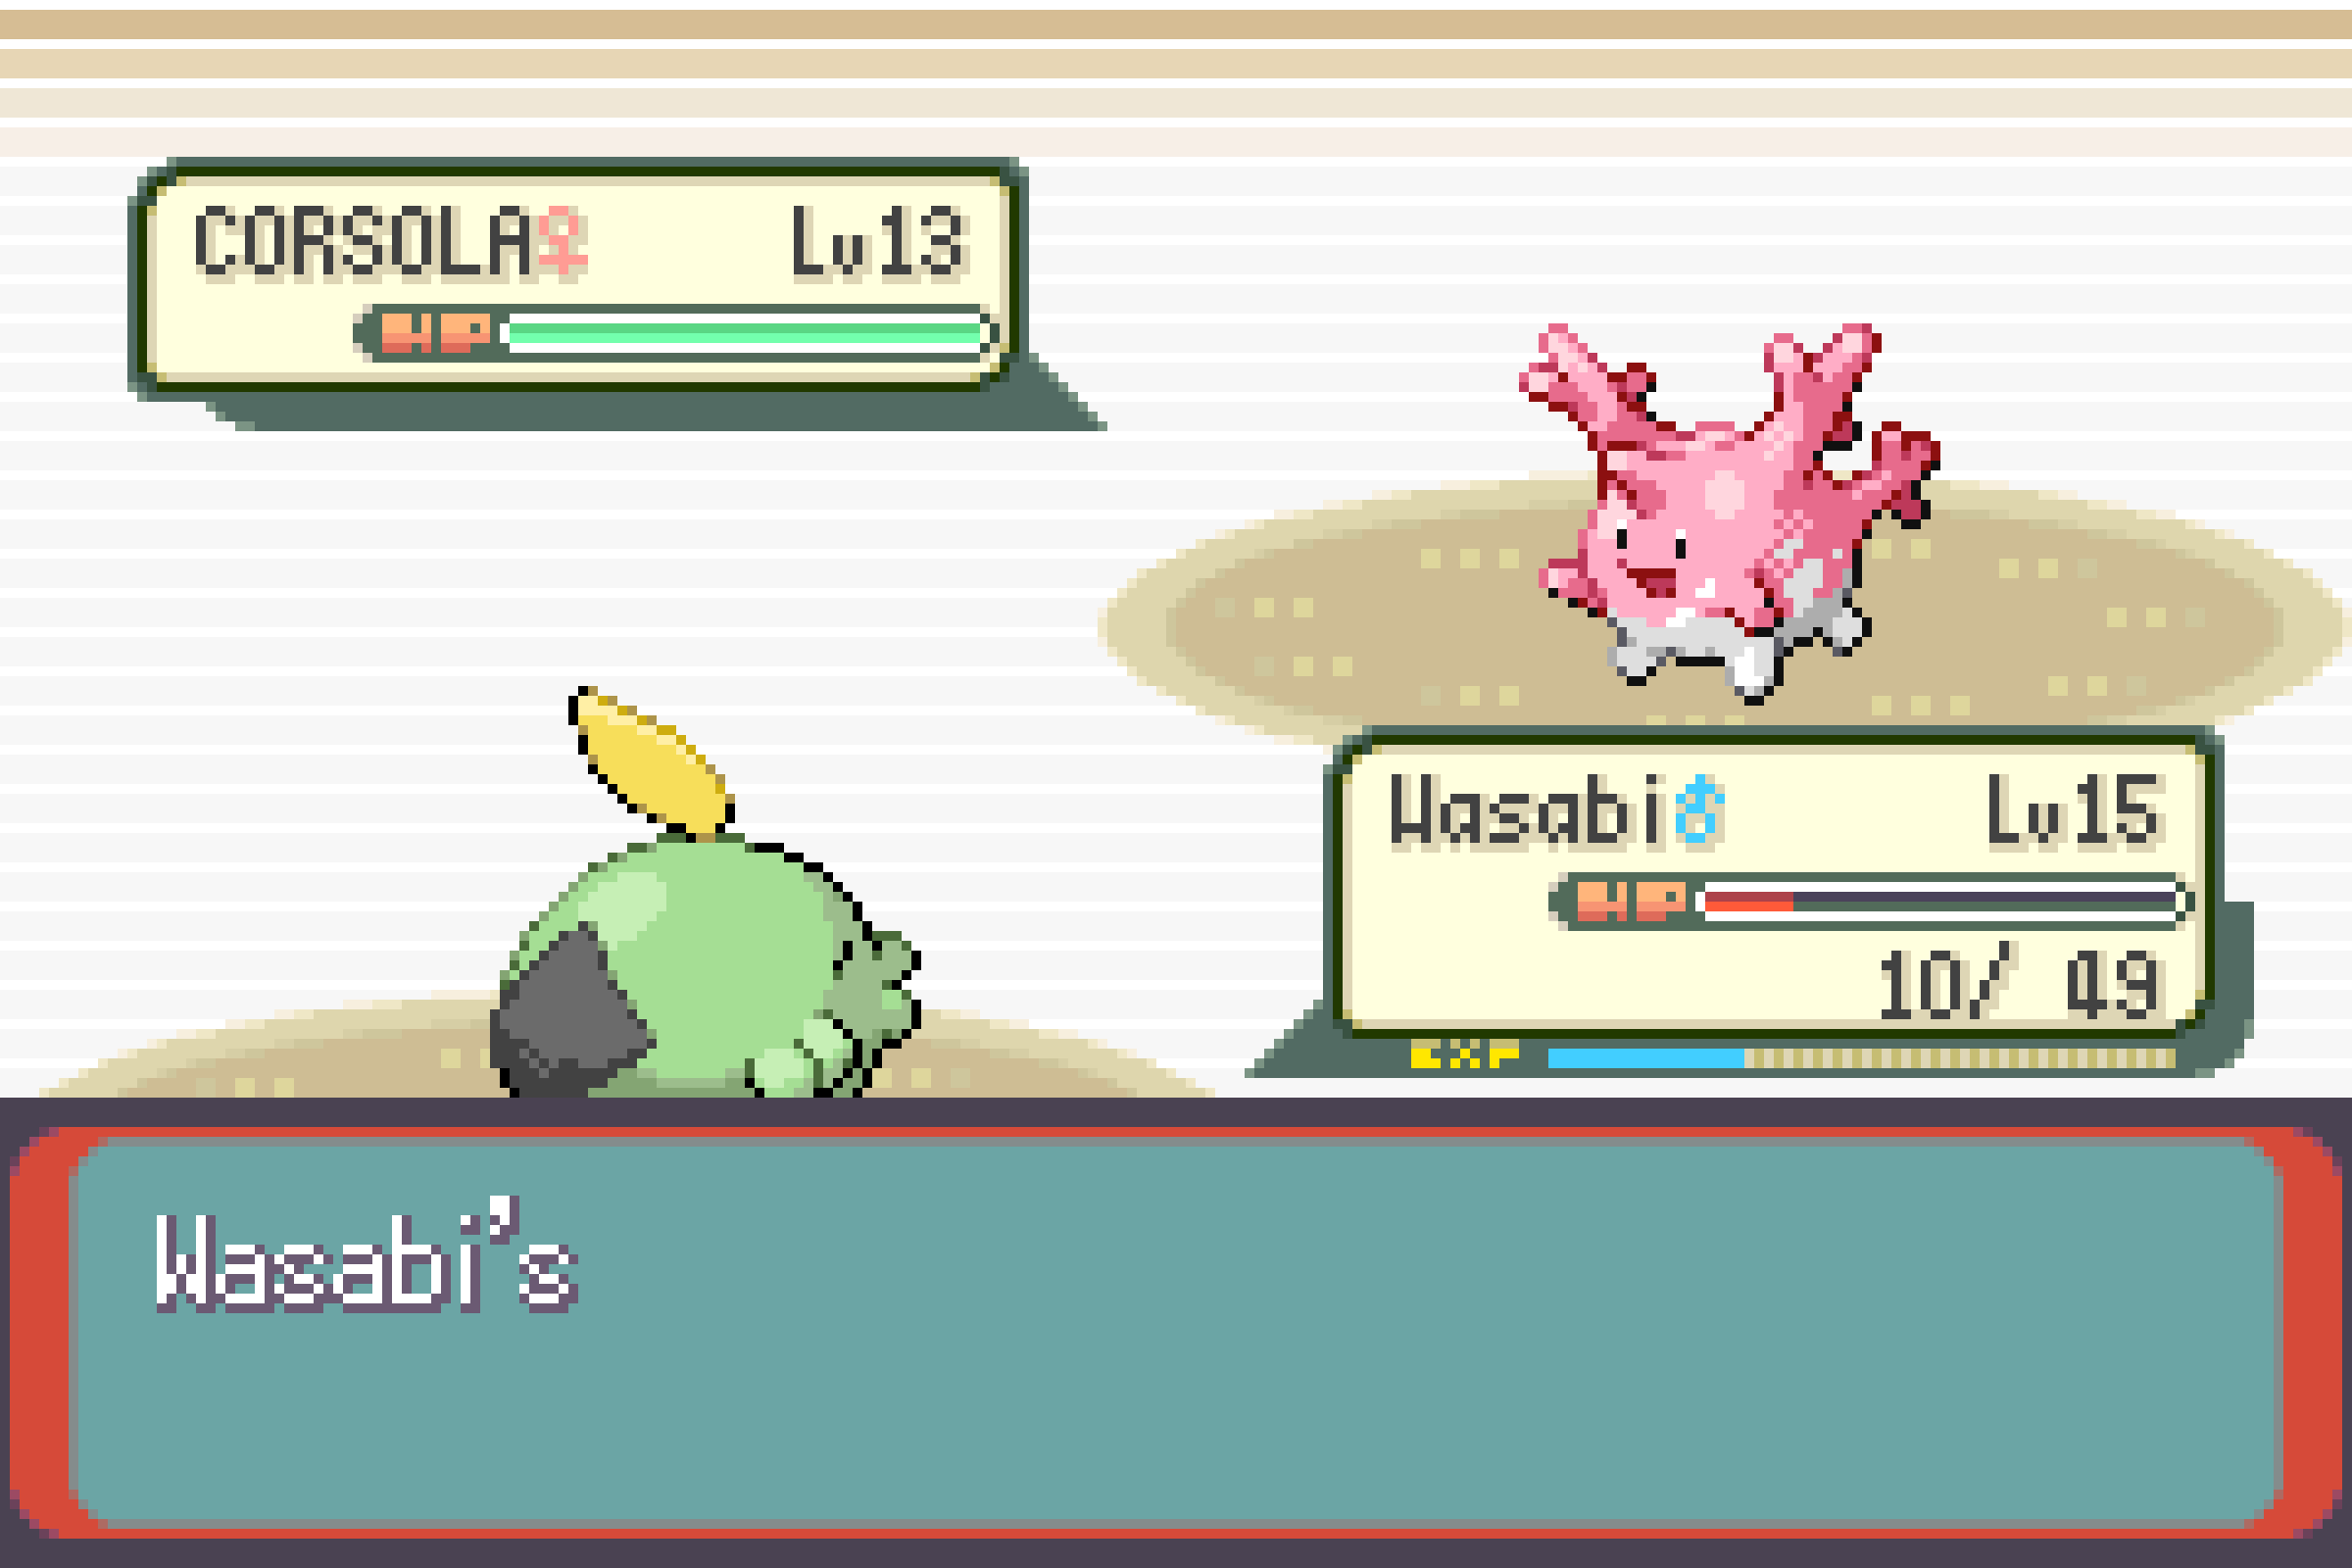 CORSOLA♀ Lv13
HP
Wasabi♂ Lv15
HP
10/ 49
EXP
Wasabi's